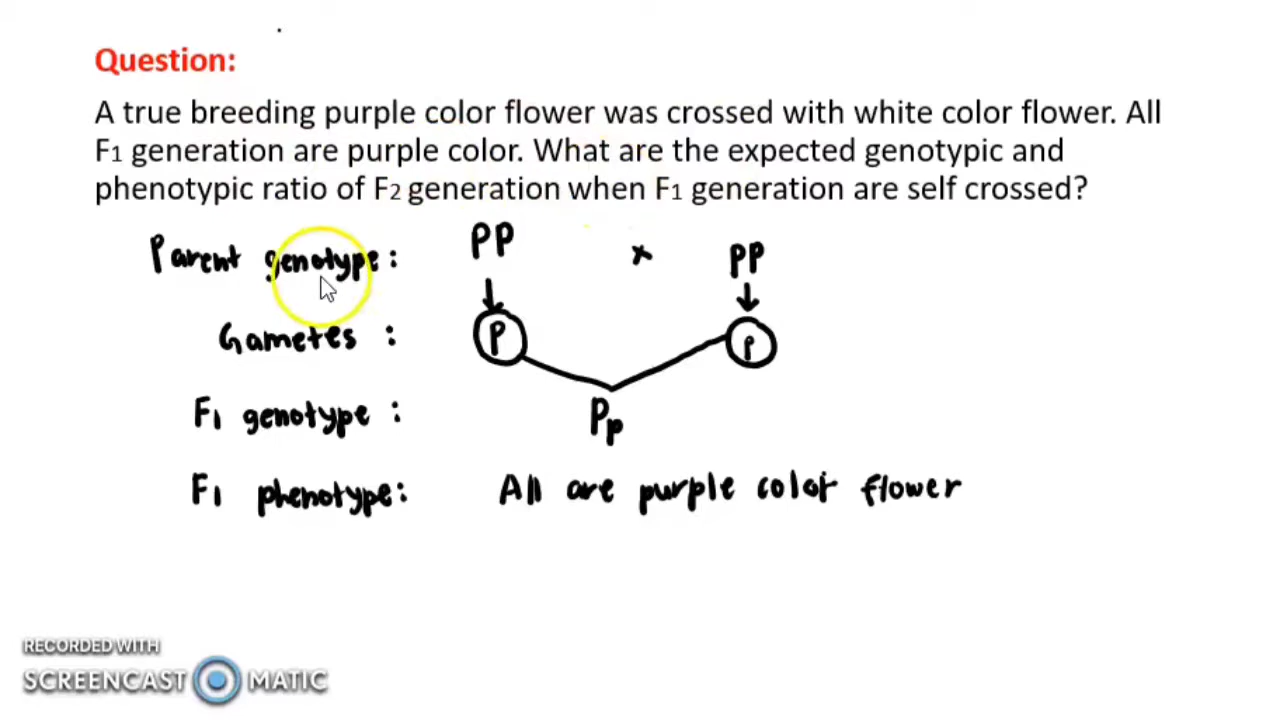 Question:
A true breeding purple color flower was crossed with white color flower. All
F1 generation are purple color. What are the expected genotypic and
phenotypic ratio of F2 generation when F1 generation are self crossed?
Parent genotype: PP × pp
Gametes : P p
F1 genotype : Pp
F1 phenotype: All are purple color flower
RECORDED WITH
SCREENCAST MATIC